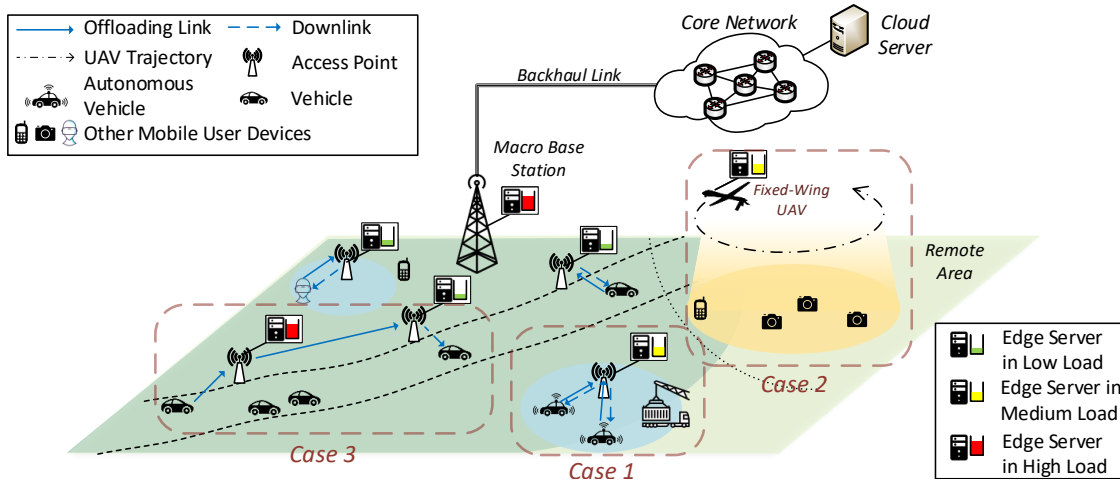 Offloading Link
Downlink
UAV Trajectory
Access Point
Autonomous
Vehicle
Vehicle
Other Mobile User Devices
Core Network
Cloud
Server
Backhaul Link
Macro Base
Station
Fixed-Wing
UAV
Remote
Area
Case 2
Case 3
Case 1
Edge Server
in Low Load
Edge Server in
Medium Load
Edge Server
in High Load